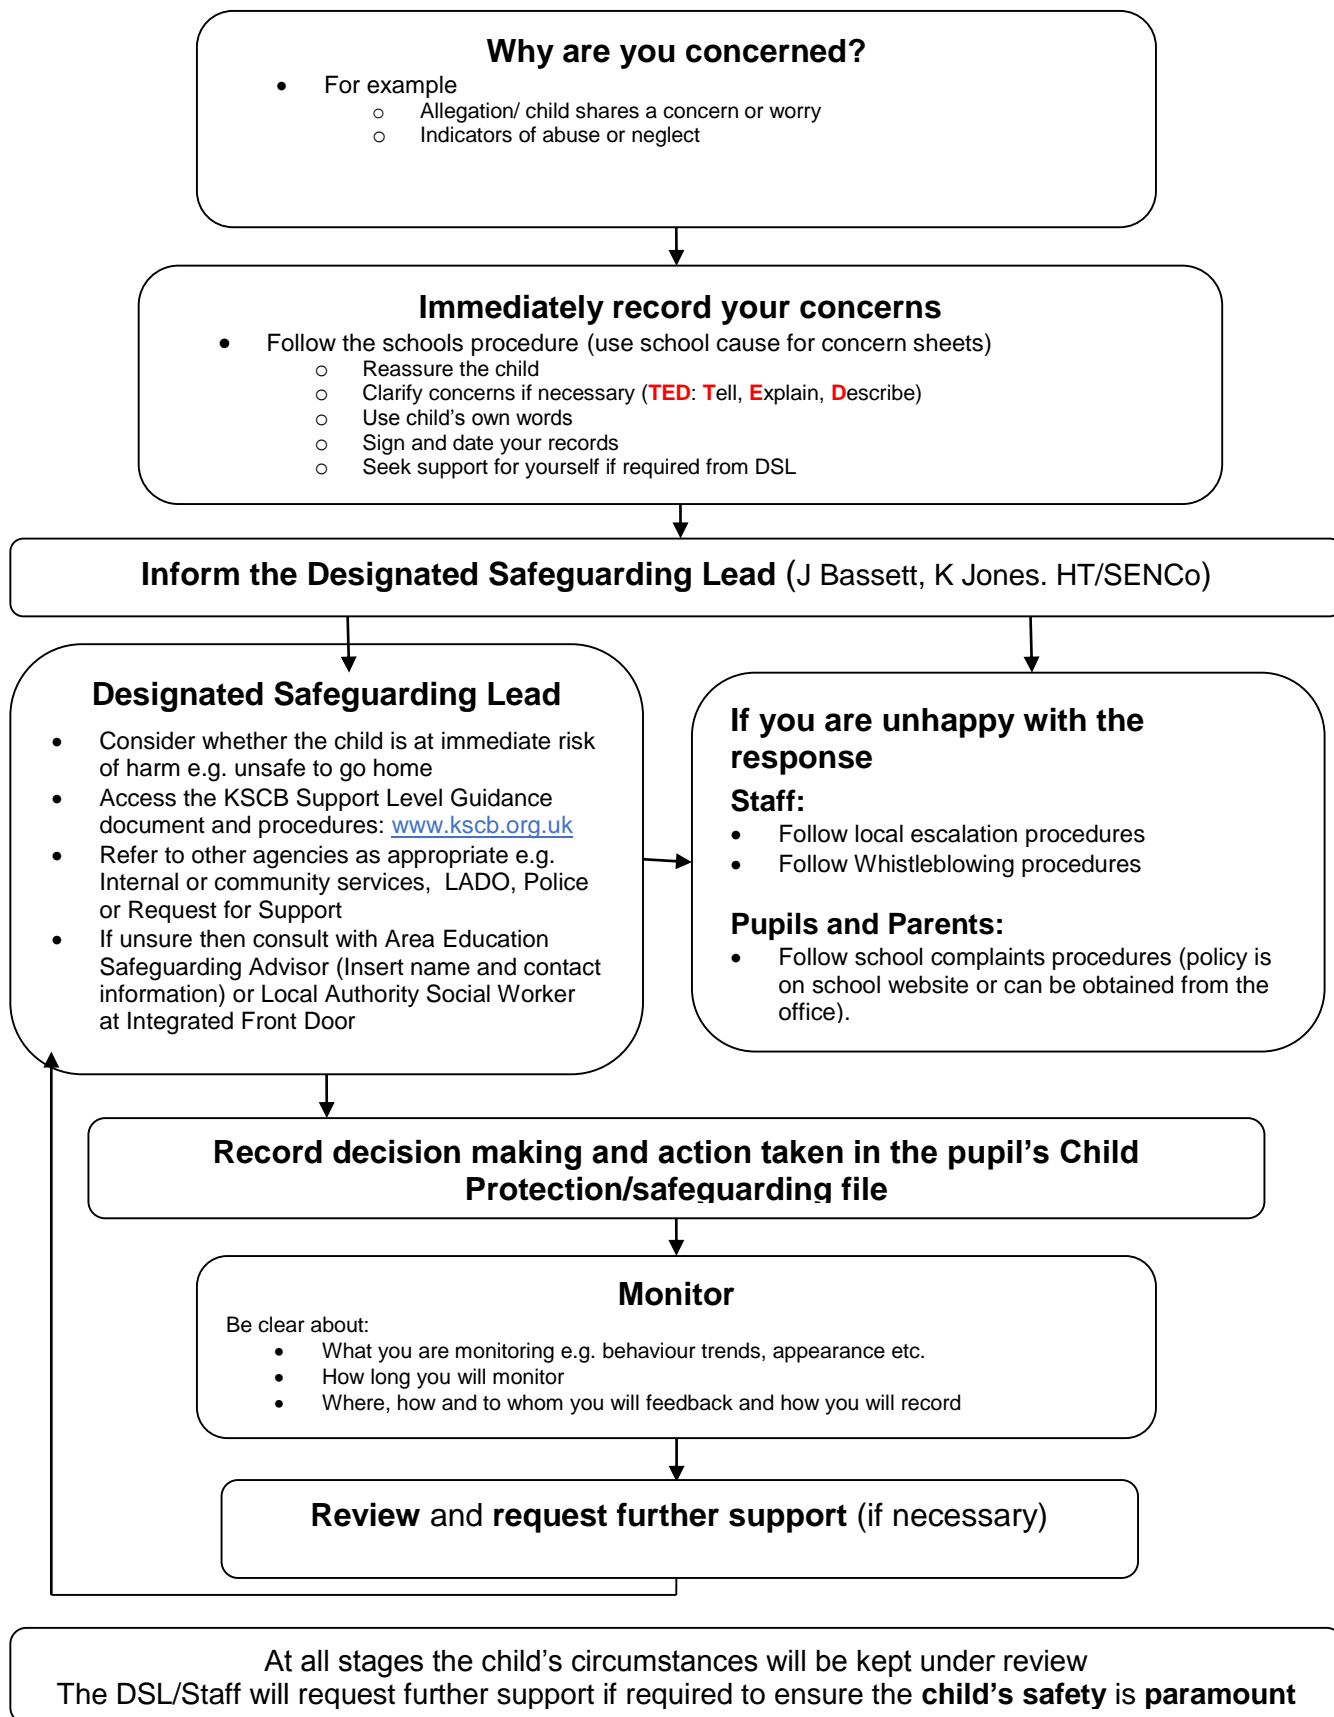 Why are you concerned?
• For example
o Allegation/ child shares a concern or worry
o Indicators of abuse or neglect
Immediately record your concerns
• Follow the schools procedure (use school cause for concern sheets)
o Reassure the child
o Clarify concerns if necessary (TED: Tell, Explain, Describe)
o Use child’s own words
o Sign and date your records
o Seek support for yourself if required from DSL
Inform the Designated Safeguarding Lead (J Bassett, K Jones. HT/SENCo)
Designated Safeguarding Lead
• Consider whether the child is at immediate risk
of harm e.g. unsafe to go home
• Access the KSCB Support Level Guidance
document and procedures: www.kscb.org.uk
• Refer to other agencies as appropriate e.g.
Internal or community services, LADO, Police
or Request for Support
• If unsure then consult with Area Education
Safeguarding Advisor (Insert name and contact
information) or Local Authority Social Worker
at Integrated Front Door
If you are unhappy with the
response
Staff:
• Follow local escalation procedures
• Follow Whistleblowing procedures
Pupils and Parents:
• Follow school complaints procedures (policy is
on school website or can be obtained from the
office).
Record decision making and action taken in the pupil’s Child
Protection/safeguarding file
Monitor
Be clear about:
• What you are monitoring e.g. behaviour trends, appearance etc.
• How long you will monitor
• Where, how and to whom you will feedback and how you will record
Review and request further support (if necessary)
At all stages the child’s circumstances will be kept under review
The DSL/Staff will request further support if required to ensure the child’s safety is paramount